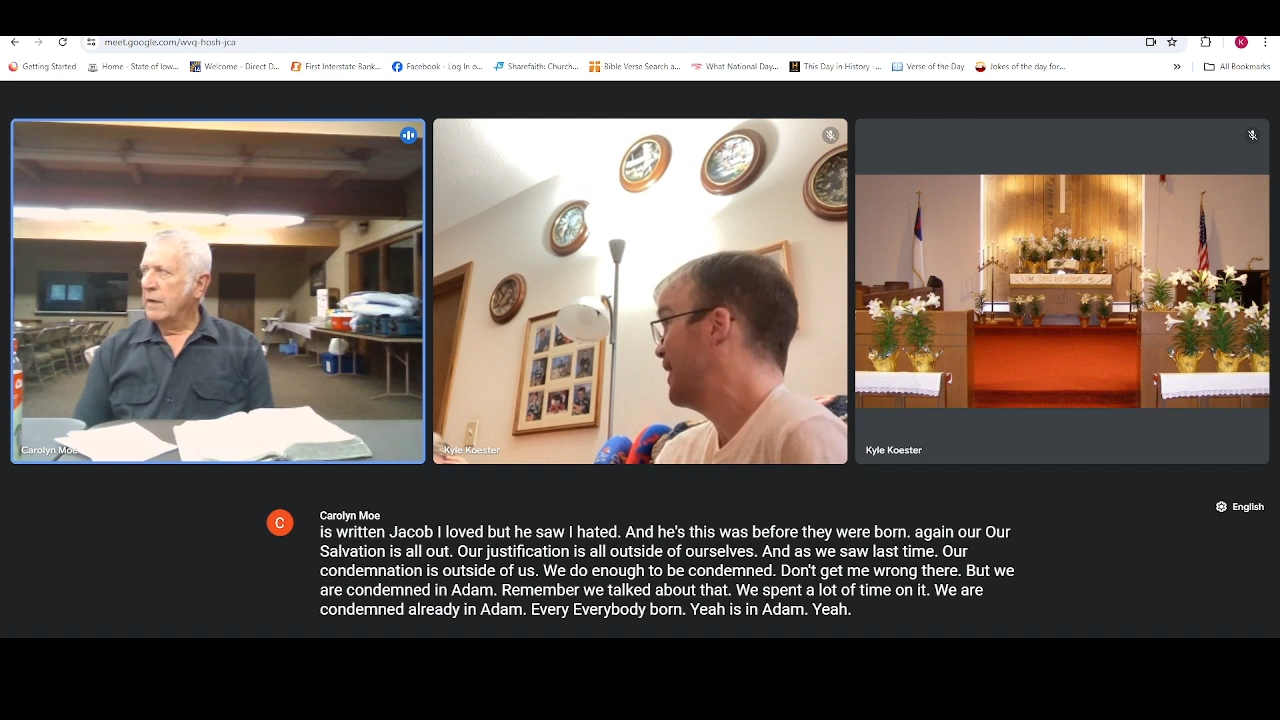 meet.google.com/wvq-hosh-jca
K
Getting Started
Home - State of Iow...
Welcome - Direct D...
First Interstate Bank...
Facebook - Log In o...
Sharefaith: Church...
Bible Verse Search a...
What National Day...
This Day in History -...
Verse of the Day
Jokes of the day for...
»
All Bookmarks
Carolyn Moe
Kyle Koester
Kyle Koester
English
C
Carolyn Moe
is written Jacob I loved but he saw I hated. And he's this was before they were born. again our Our
Salvation is all out. Our justification is all outside of ourselves. And as we saw last time. Our
condemnation is outside of us. We do enough to be condemned. Don't get me wrong there. But we
are condemned in Adam. Remember we talked about that. We spent a lot of time on it. We are
condemned already in Adam. Every Everybody born. Yeah is in Adam. Yeah.